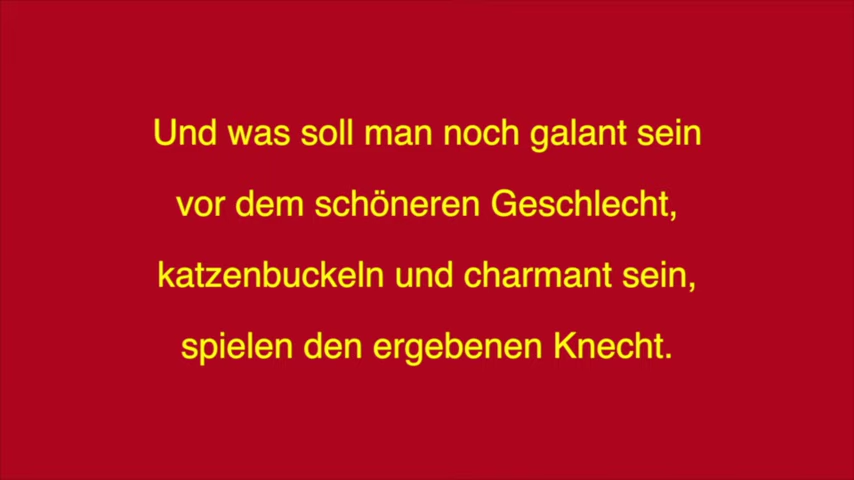 Und was soll man noch galant sein
vor dem schöneren Geschlecht,
katzenbuckeln und charmant sein,
spielen den ergebenen Knecht.